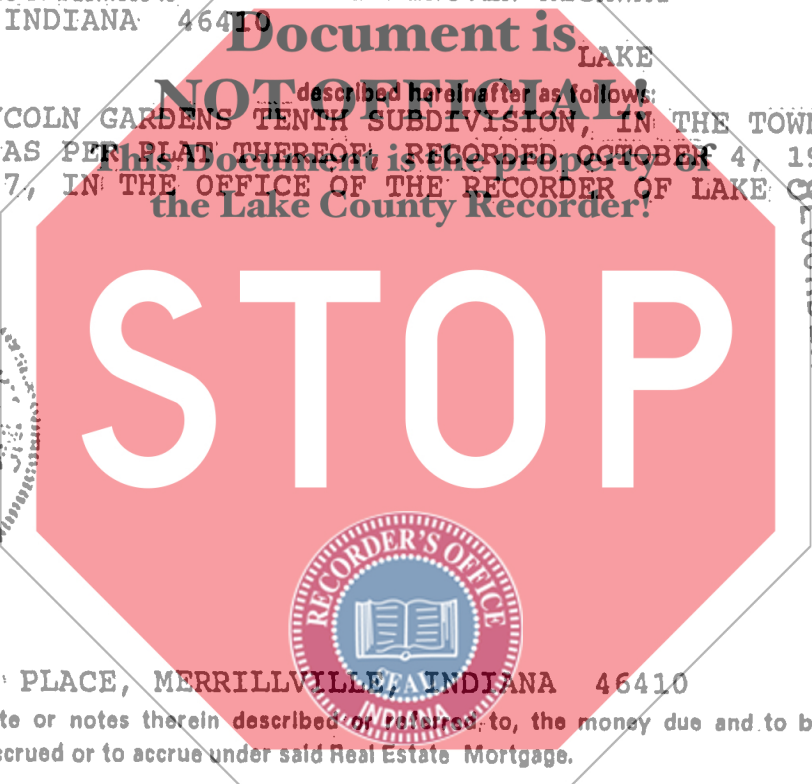 INDIANA 46410
Document is
LAKE
NOT OFFICIAL!
described hereinafter as follows:
COLN GARDENS TENTH SUBDIVISION, IN THE TOW
This Document is the property of
AS PER PLAT THEREOF, RECORDED OCTOBER 4, 19
7, IN THE OFFICE OF THE RECORDER OF LAKE C
the Lake County Recorder!
STOP
RECORDER'S OFFICE
SEAL
INDIANA
PLACE, MERRILLVILLE, INDIANA 46410
te or notes therein described or referred to, the money due and to b
crued or to accrue under said Real Estate Mortgage.